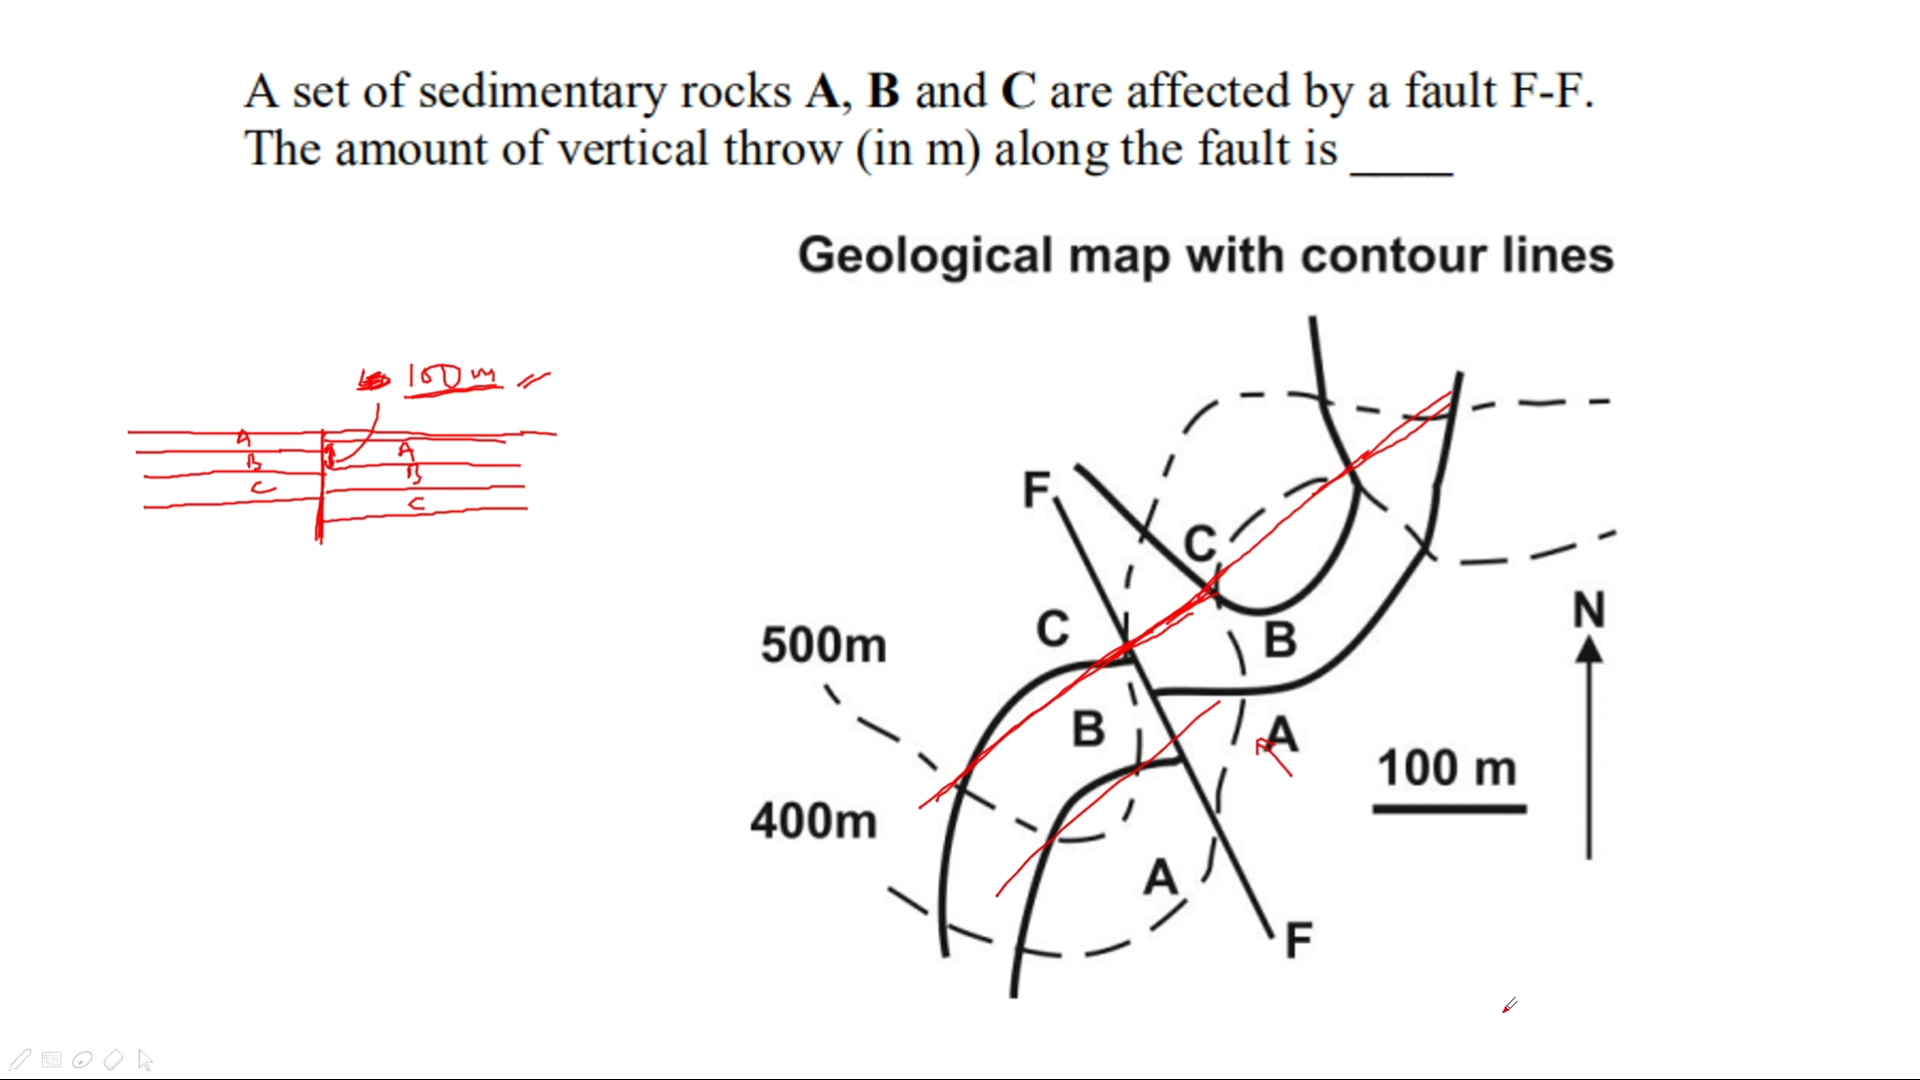 A set of sedimentary rocks A, B and C are affected by a fault F-F.
The amount of vertical throw (in m) along the fault is ____
Geological map with contour lines
100m
A
A
B
B
C
C
F
C
C
500m
B
N
B
A
100 m
400m
A
F